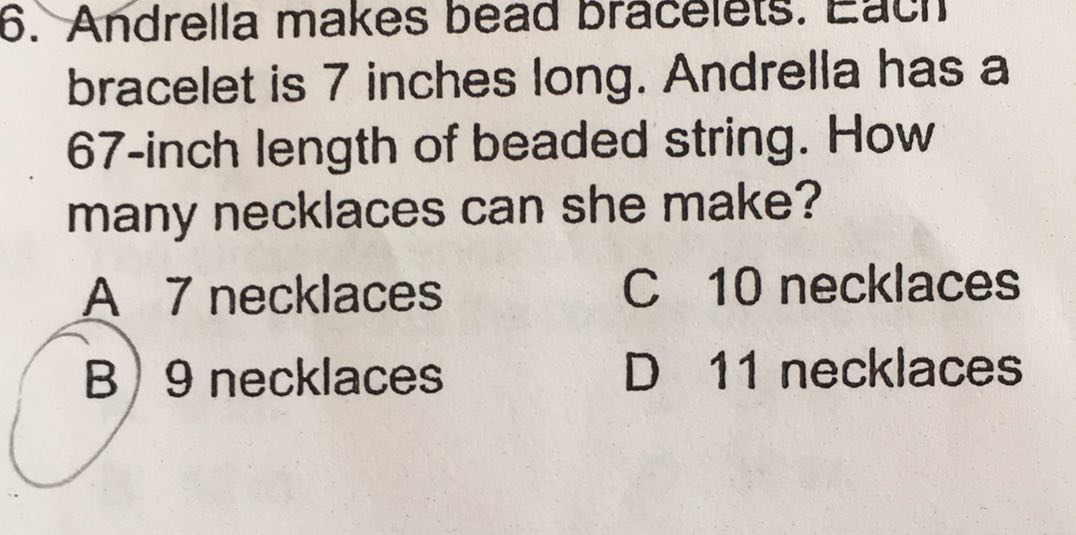 6. Andrella makes bead bracelets. Each
bracelet is 7 inches long. Andrella has a
67-inch length of beaded string. How
many necklaces can she make?
A 7 necklaces C 10 necklaces
B 9 necklaces D 11 necklaces